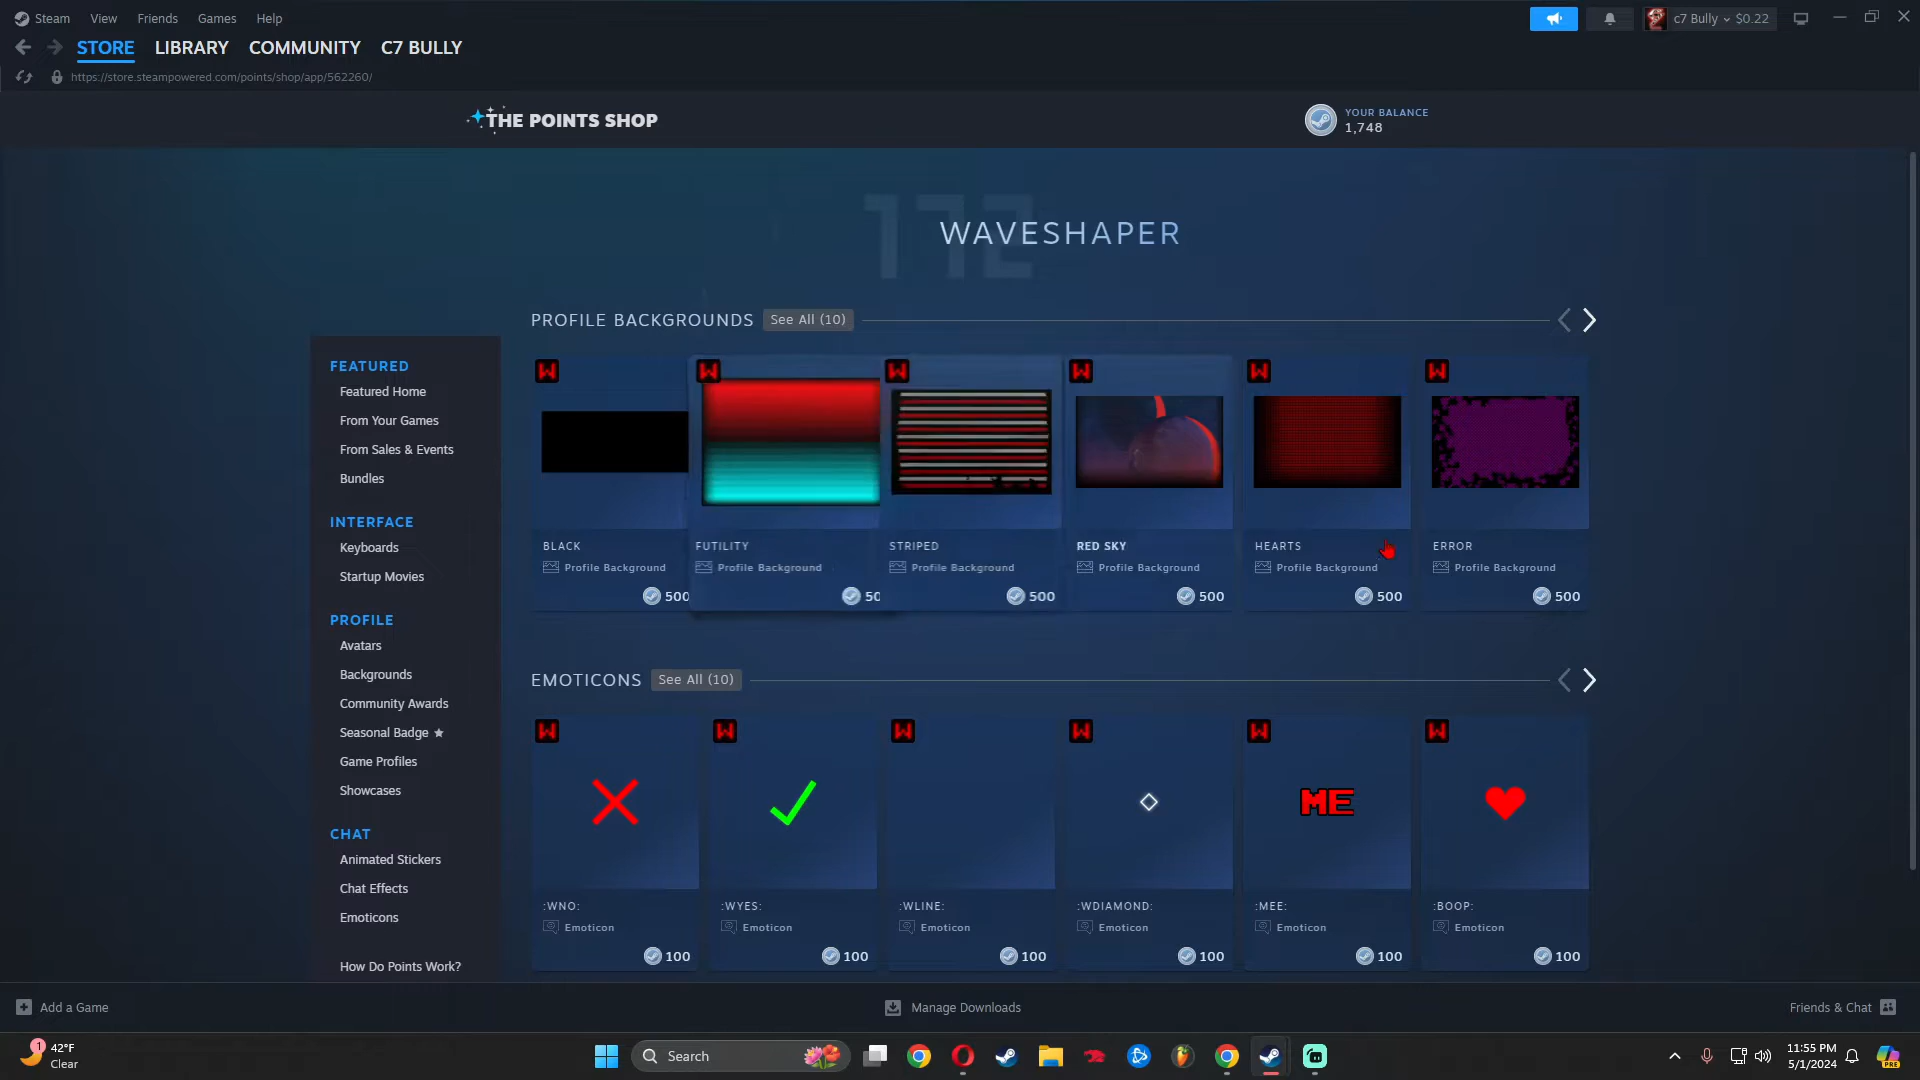 Steam View Friends Games Help
c7 Bully $0.22
STORE LIBRARY COMMUNITY C7 BULLY
https://store.steampowered.com/points/shop/app/562260/
THE POINTS SHOP
YOUR BALANCE
1,748
172
WAVESHAPER
PROFILE BACKGROUNDS See All (10)
FEATURED
Featured Home
From Your Games
From Sales & Events
Bundles
INTERFACE
Keyboards
Startup Movies
PROFILE
Avatars
Backgrounds
Community Awards
Seasonal Badge
Game Profiles
Showcases
CHAT
Animated Stickers
Chat Effects
Emoticons
How Do Points Work?
W W W W W W
BLACK FUTILITY STRIPED RED SKY HEARTS ERROR
Profile Background Profile Background Profile Background Profile Background Profile Background Profile Background
500 50 500 500 500 500
EMOTICONS See All (10)
W W W W W W
ME
:WNO: :WYES: :WLINE: :WDIAMOND: :MEE: :BOOP:
Emoticon Emoticon Emoticon Emoticon Emoticon Emoticon
100 100 100 100 100 100
Add a Game Manage Downloads Friends & Chat
1 42°F
Clear
Search
PRE
11:55 PM
5/1/2024